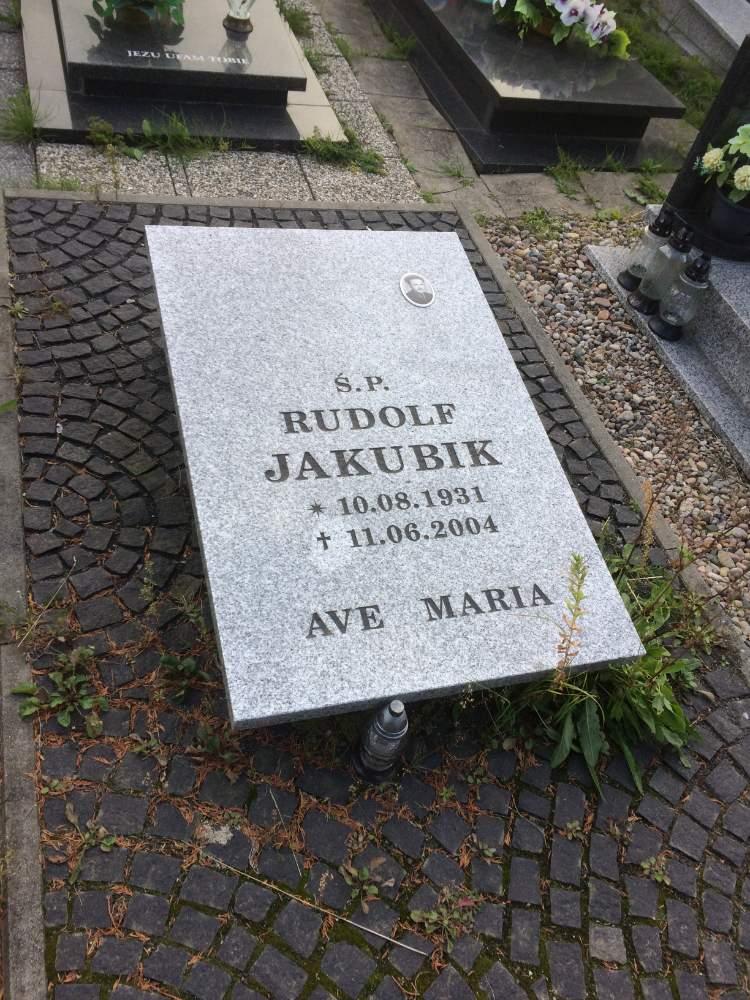 JEZU UFAM TOBIE
Ś.P.
RUDOLF
JAKUBIK
* 10.08.1931
† 11.06.2004
AVE MARIA